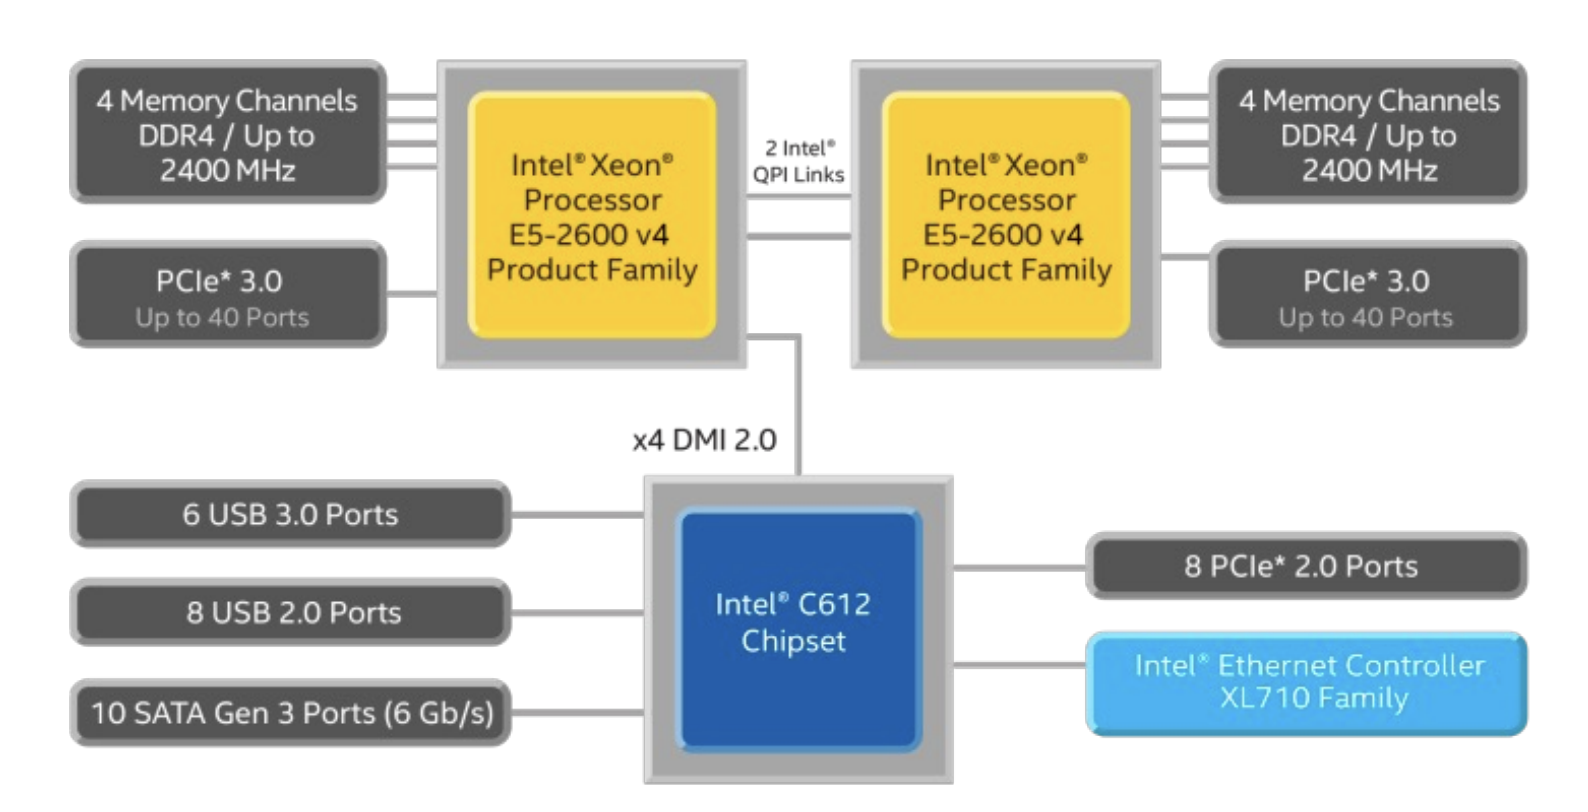 4 Memory Channels
DDR4 / Up to
2400 MHz
Intel® Xeon®
Processor
E5-2600 v4
Product Family
2 Intel®
QPI Links
Intel® Xeon®
Processor
E5-2600 v4
Product Family
4 Memory Channels
DDR4 / Up to
2400 MHz
PCIe* 3.0
Up to 40 Ports
PCIe* 3.0
Up to 40 Ports
x4 DMI 2.0
6 USB 3.0 Ports
8 USB 2.0 Ports
10 SATA Gen 3 Ports (6 Gb/s)
Intel® C612
Chipset
8 PCIe* 2.0 Ports
Intel® Ethernet Controller
XL710 Family